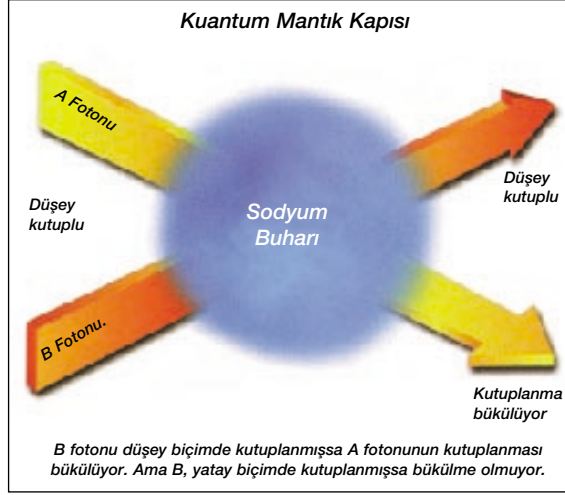 Kuantum Mantık Kapısı
A Fotonu
Düşey
kutuplu
Sodyum
Buharı
Düşey
kutuplu
B Fotonu.
Kutuplanma
bükülüyor
B fotonu düşey biçimde kutuplanmışsa A fotonunun kutuplanması
bükülüyor. Ama B, yatay biçimde kutuplanmışsa bükülme olmuyor.